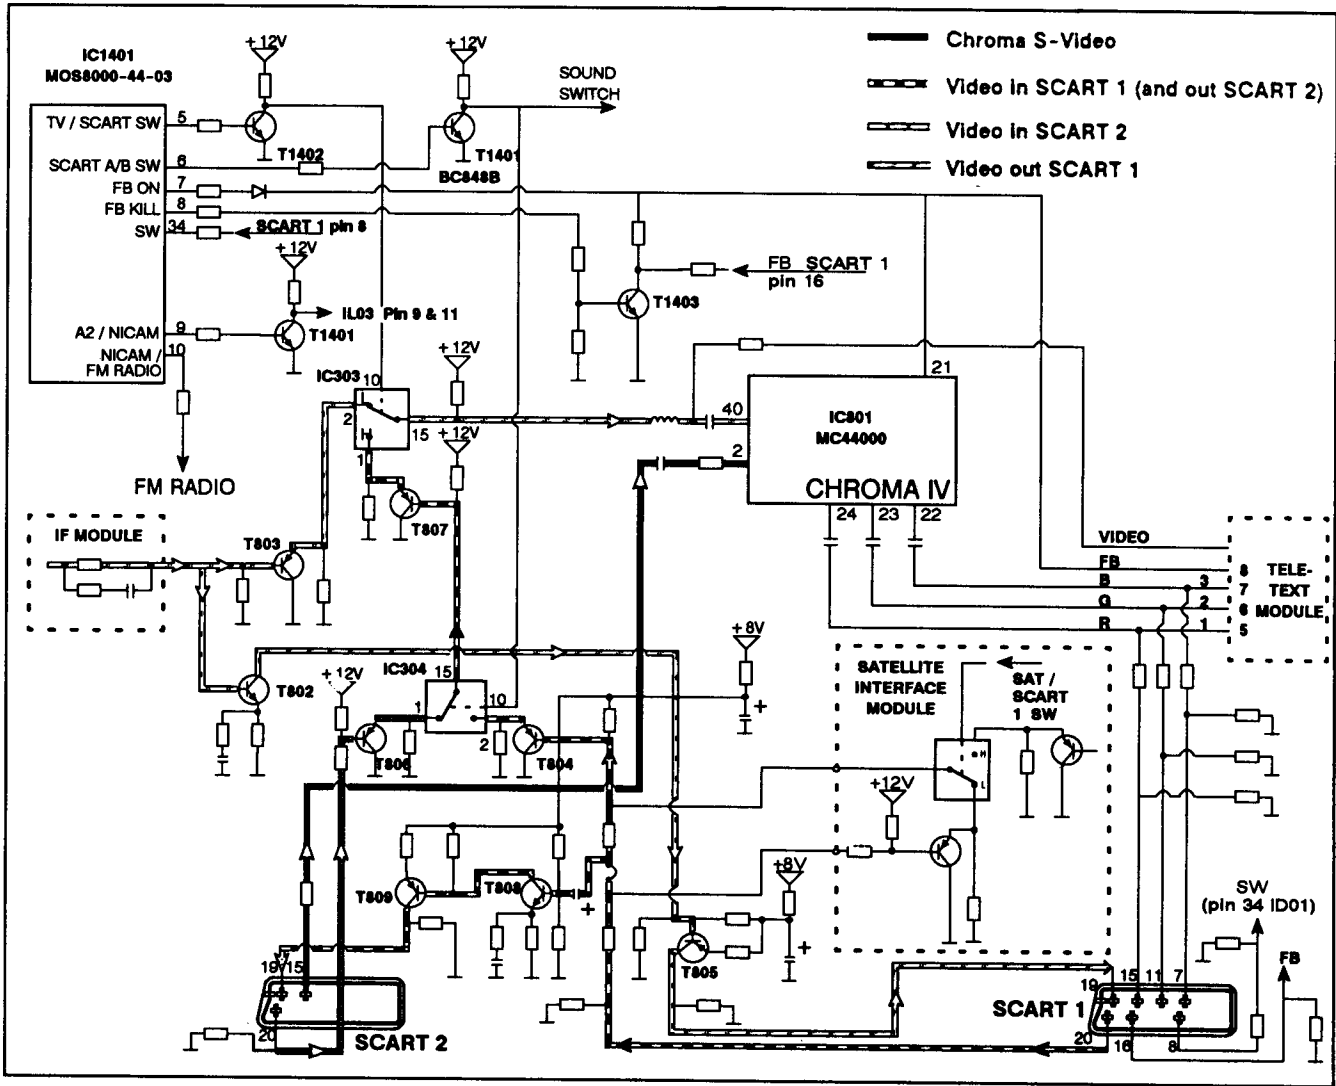 IC1401
MOS8000-44-03
TV / SCART SW
5
SCART A/B SW
6
FB ON
7
FB KILL
8
SW
34
SCART 1 pin 8
A2 / NICAM
9
NICAM /
FM RADIO
10
FM RADIO
+12V
T1402
+12V
T1401
BC848B
SOUND
SWITCH
Chroma S-Video
Video in SCART 1 (and out SCART 2)
Video in SCART 2
Video out SCART 1
+12V
IL03 Pin 9 & 11
T1401
FB SCART 1
pin 16
T1403
IC303
10
2
15
1
+12V
+12V
T807
40
2
21
IC801
MC44000
CHROMA IV
24
23
22
IF MODULE
T803
T802
VIDEO
FB
B
G
R
3
2
1
8
7
6
5
TELE-
TEXT
MODULE
IC304
15
10
1
2
+12V
T806
T804
+8V
+
SATELLITE
INTERFACE
MODULE
SAT /
SCART
1 SW
H
L
+12V
T809
T808
+
+8V
+
T805
SW
(pin 34 ID01)
FB
19
15
20
SCART 2
SCART 1
19
15
11
7
20
16
8